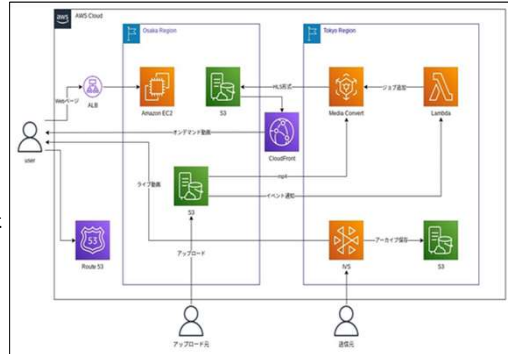 aws
AWS Cloud
Osaka Region
Tokyo Region
Webページ
ALB
Amazon EC2
S3
HLS形式
Media Convert
ジョブ追加
Lambda
オンデマンド動画
CloudFront
user
mp4
ライブ動画
イベント通知
S3
53
Route 53
アップロード
IVS
アーカイブ保存
S3
アップロード元
送信元